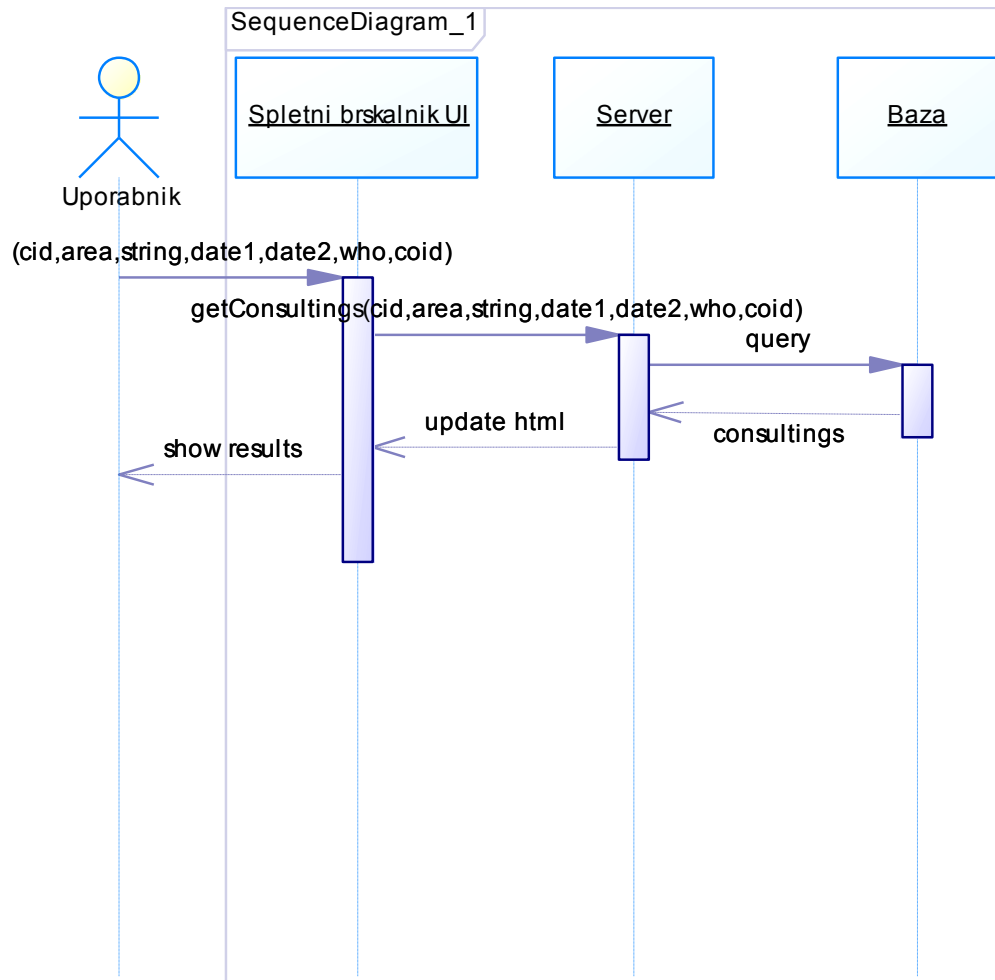 SequenceDiagram_1
Spletni brskalnik UI
Server
Baza
Uporabnik
(cid,area,string,date1,date2,who,coid)
getConsultings(cid,area,string,date1,date2,who,coid)
query
update html
consultings
show results